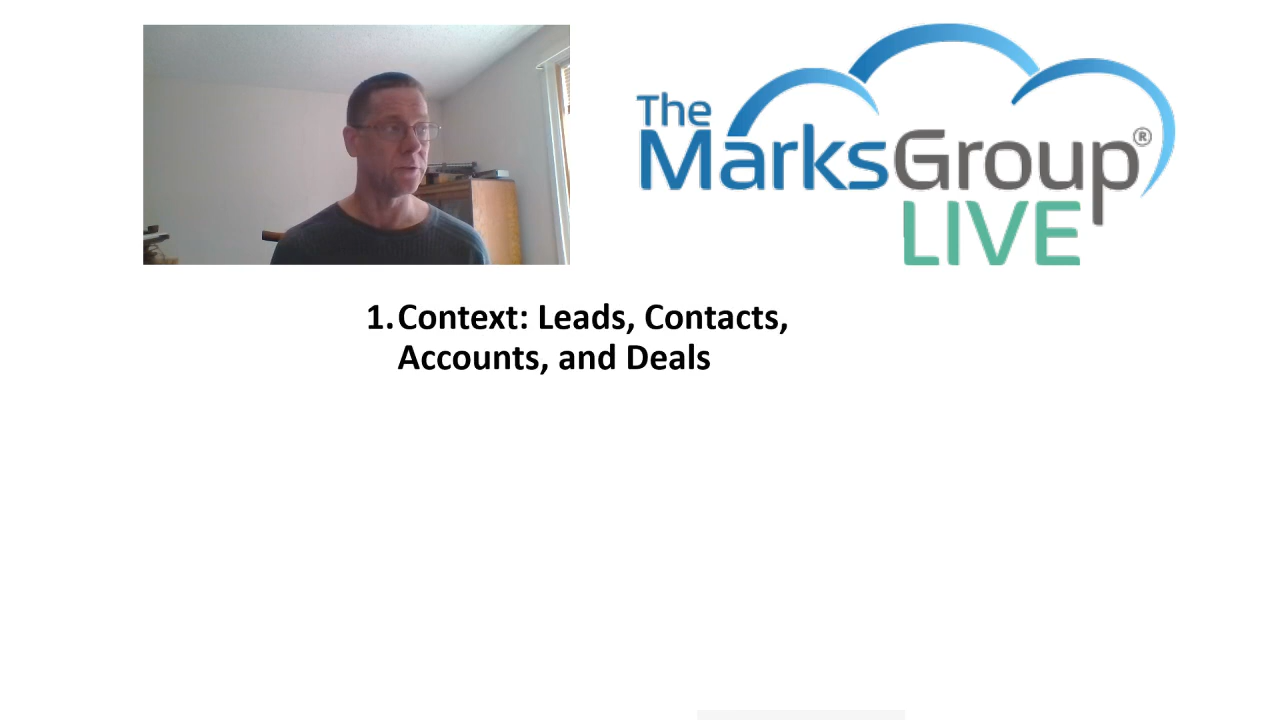 The
MarksGroup®
LIVE
1. Context: Leads, Contacts,
Accounts, and Deals